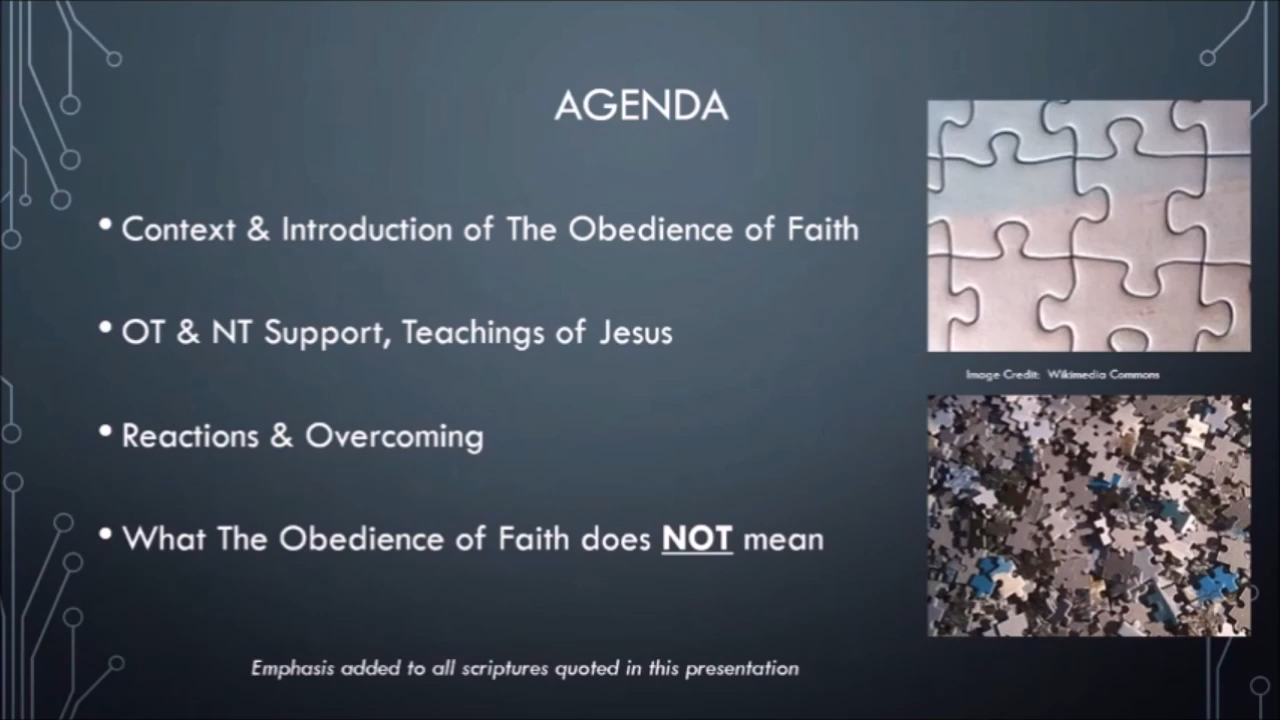 AGENDA
• Context & Introduction of The Obedience of Faith
• OT & NT Support, Teachings of Jesus
• Reactions & Overcoming
• What The Obedience of Faith does NOT mean
Image Credit: Wikimedia Commons
Emphasis added to all scriptures quoted in this presentation